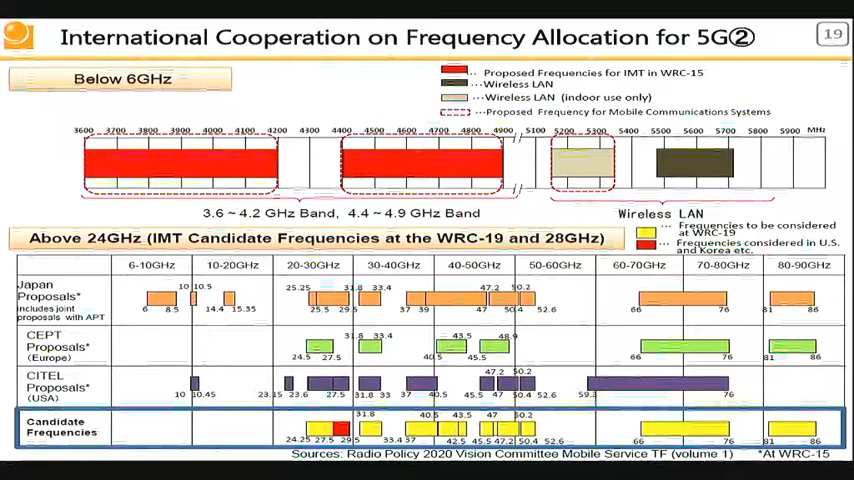 International Cooperation on Frequency Allocation for 5G②
19
Below 6GHz
…Proposed Frequencies for IMT in WRC-15
…Wireless LAN
…Wireless LAN (indoor use only)
…Proposed Frequency for Mobile Communications Systems
3600 3700 3800 3900 4000 4100 4200 4300 4400 4500 4600 4700 4800 4900 5100 5200 5300 5500 5600 5700 5800 5900 MHz
3.6 ~ 4.2 GHz Band, 4.4 ~ 4.9 GHz Band
Wireless LAN
Above 24GHz (IMT Candidate Frequencies at the WRC-19 and 28GHz)
…Frequencies to be considered at WRC-19
…Frequencies considered in U.S. and Korea etc.
6-10GHz 10-20GHz 20-30GHz 30-40GHz 40-50GHz 50-60GHz 60-70GHz 70-80GHz 80-90GHz
Japan
Proposals*
Includes joint
proposals with APT
10 10.5 25.25 31.8 33.4 47.2 50.2
6 8.5 14.4 15.35 25.5 29.5 37 39 47 50.4 52.6 66 76 81 86
CEPT
Proposals*
(Europe)
31.8 33.4 43.5 48.9
24.5 27.5 40.5 45.5 66 76 81 86
CITEL
Proposals*
(USA)
47.2 50.2
10 10.45 23.15 23.6 27.5 31.8 33 37 40.5 45.5 47 50.4 52.6 59.3 76
Candidate
Frequencies
31.8 40.5 43.5 47 50.2
24.25 27.5 29.5 33.4 37 42.5 45.5 47.2 50.4 52.6 66 76 81 86
Sources: Radio Policy 2020 Vision Committee Mobile Service TF (volume 1) *At WRC-15